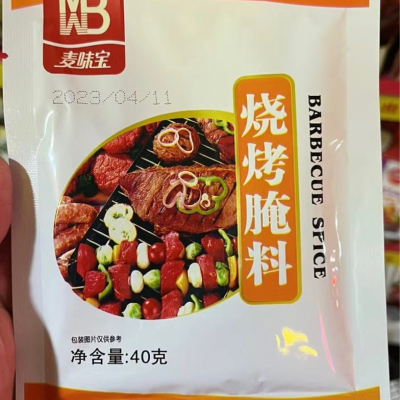 MWB
麦味宝
2023/04/11
烧烤腌料
BARBECUE SPICE
包装图片仅供参考
净含量:40克